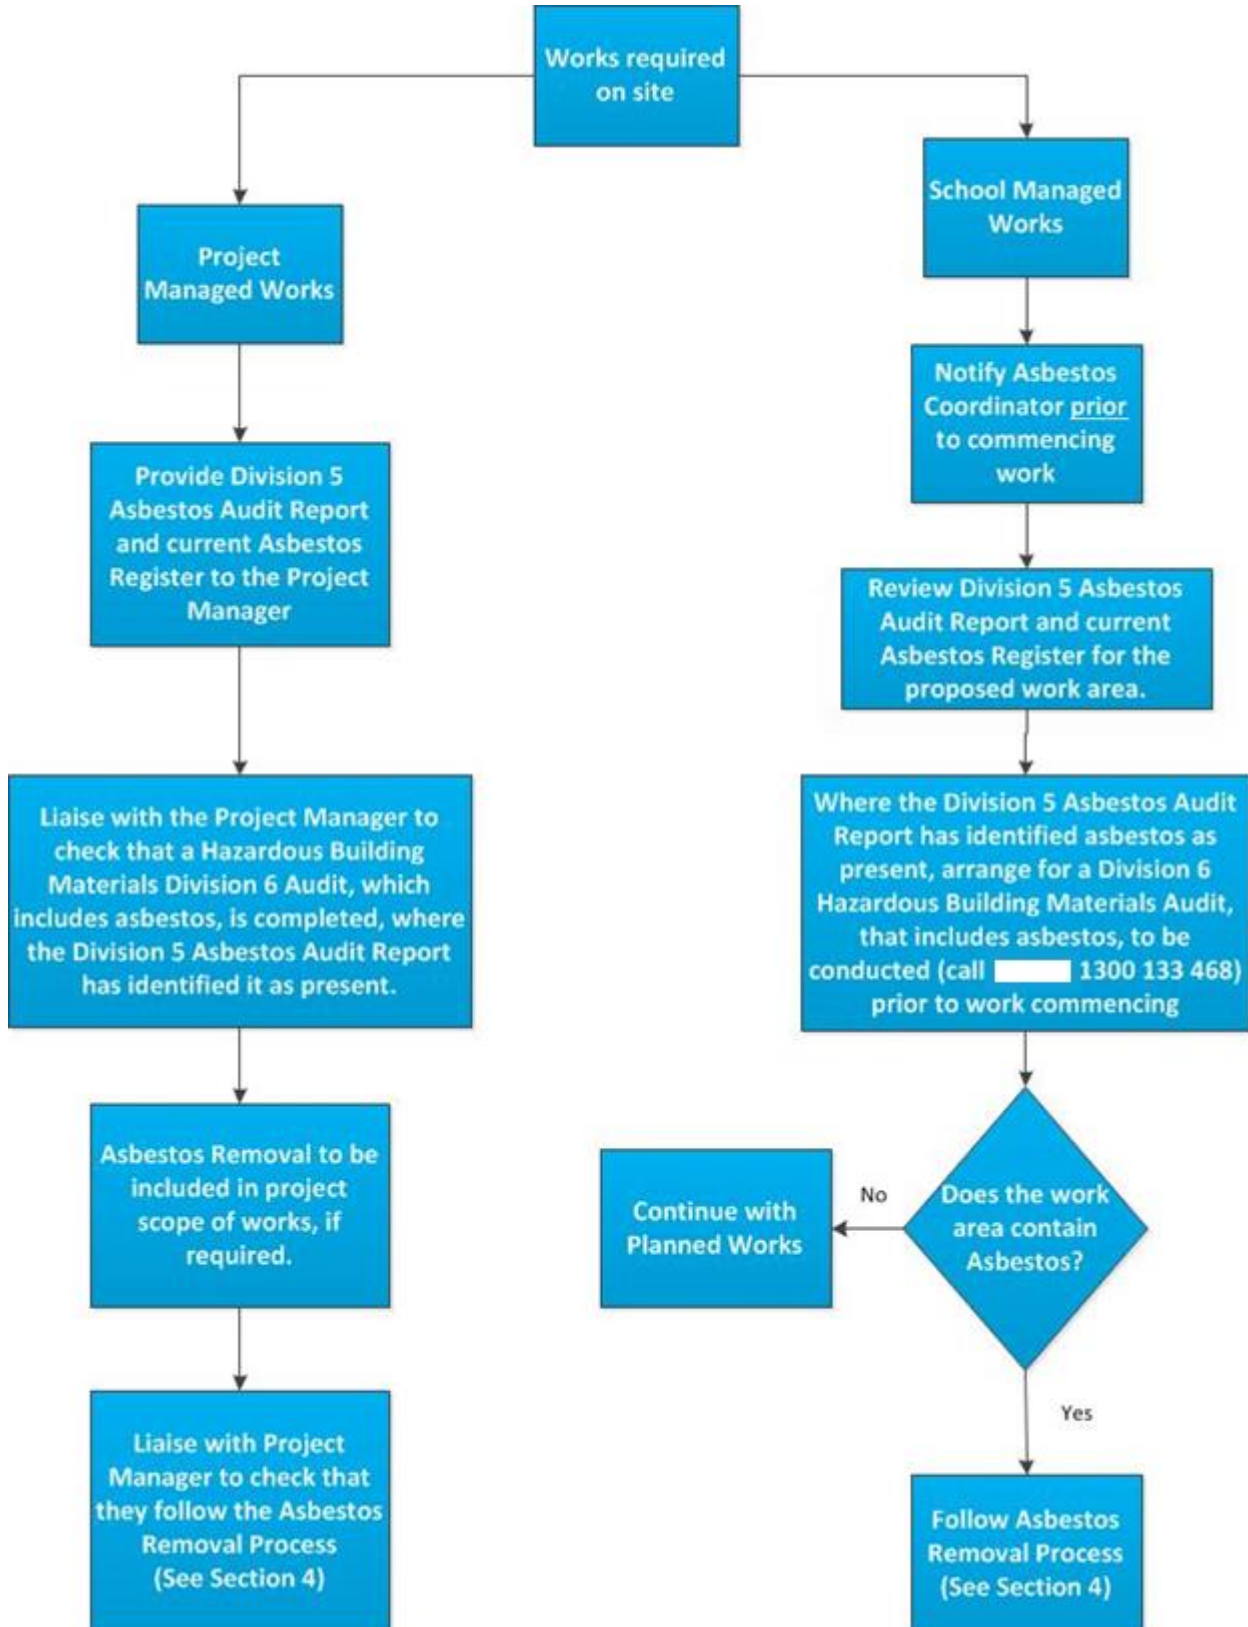 Works required
on site
Project
Managed Works
Provide Division 5
Asbestos Audit Report
and current Asbestos
Register to the Project
Manager
Liaise with the Project Manager to
check that a Hazardous Building
Materials Division 6 Audit, which
includes asbestos, is completed, where
the Division 5 Asbestos Audit Report
has identified it as present.
Asbestos Removal to be
included in project
scope of works, if
required.
Liaise with Project
Manager to check that
they follow the Asbestos
Removal Process
(See Section 4)
School Managed
Works
Notify Asbestos
Coordinator prior
to commencing
work
Review Division 5 Asbestos
Audit Report and current
Asbestos Register for the
proposed work area.
Where the Division 5 Asbestos Audit
Report has identified asbestos as
present, arrange for a Division 6
Hazardous Building Materials Audit,
that includes asbestos, to be
conducted (call 1300 133 468)
prior to work commencing
Does the work
area contain
Asbestos?
No
Continue with
Planned Works
Yes
Follow Asbestos
Removal Process
(See Section 4)